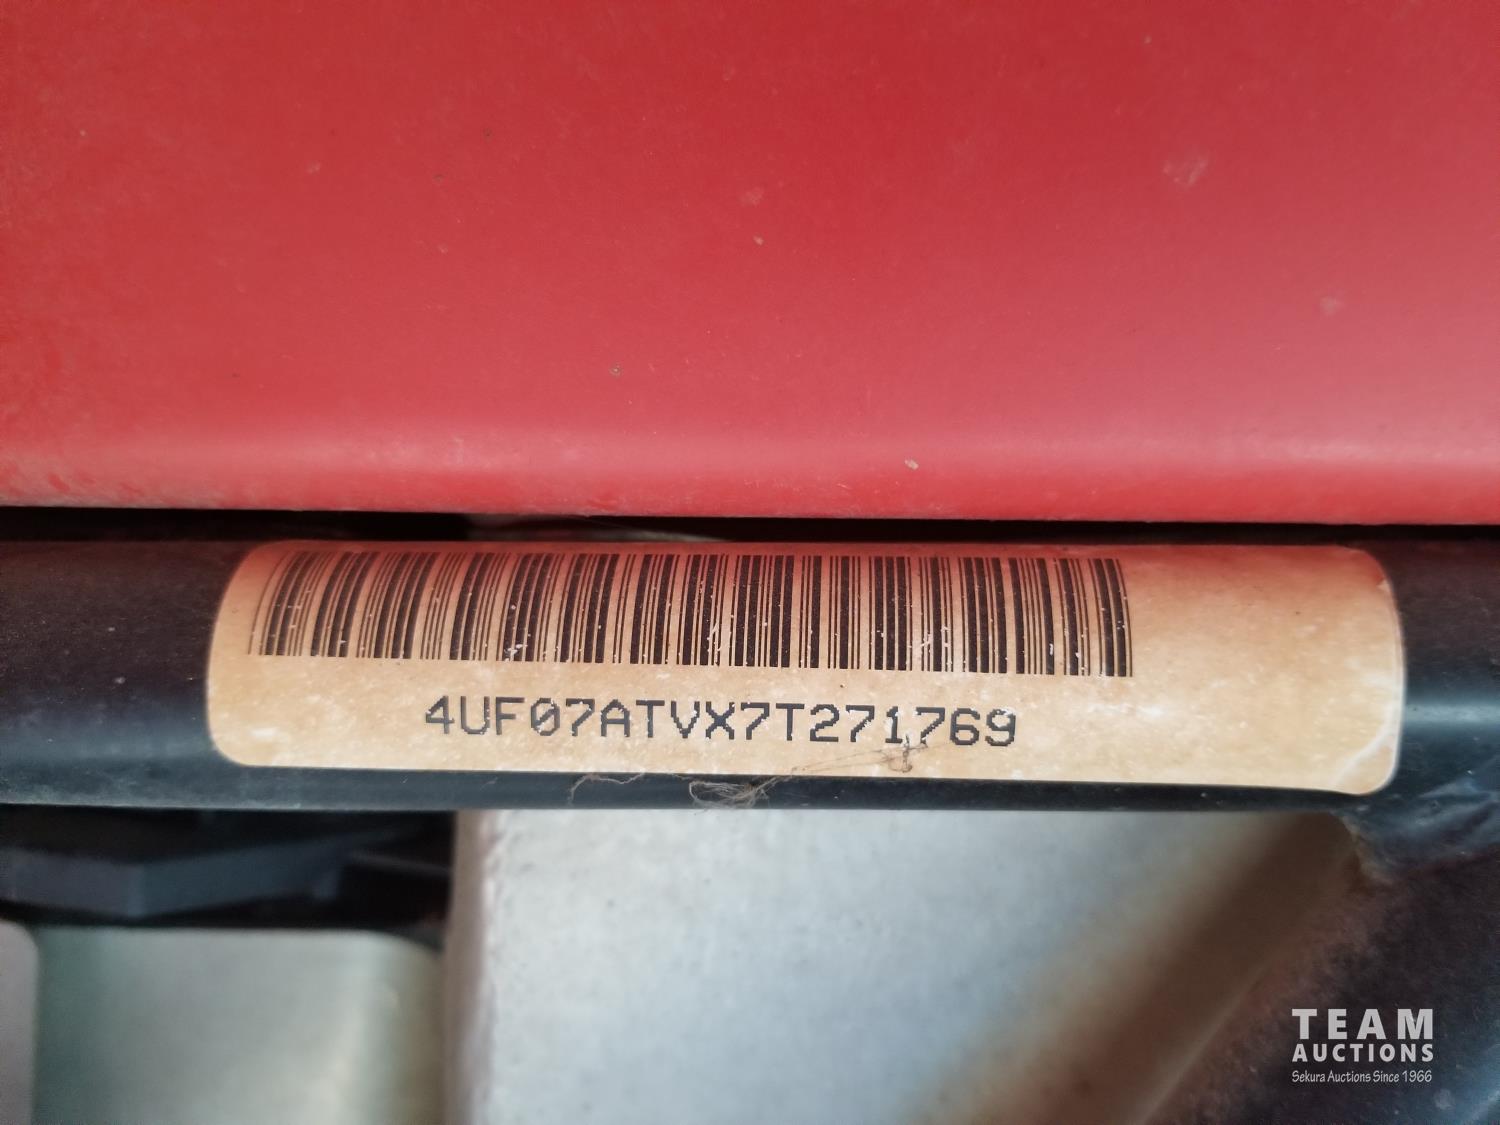 4UF07ATVX7T271769
TEAM
AUCTIONS
Sekura Auctions Since 1966